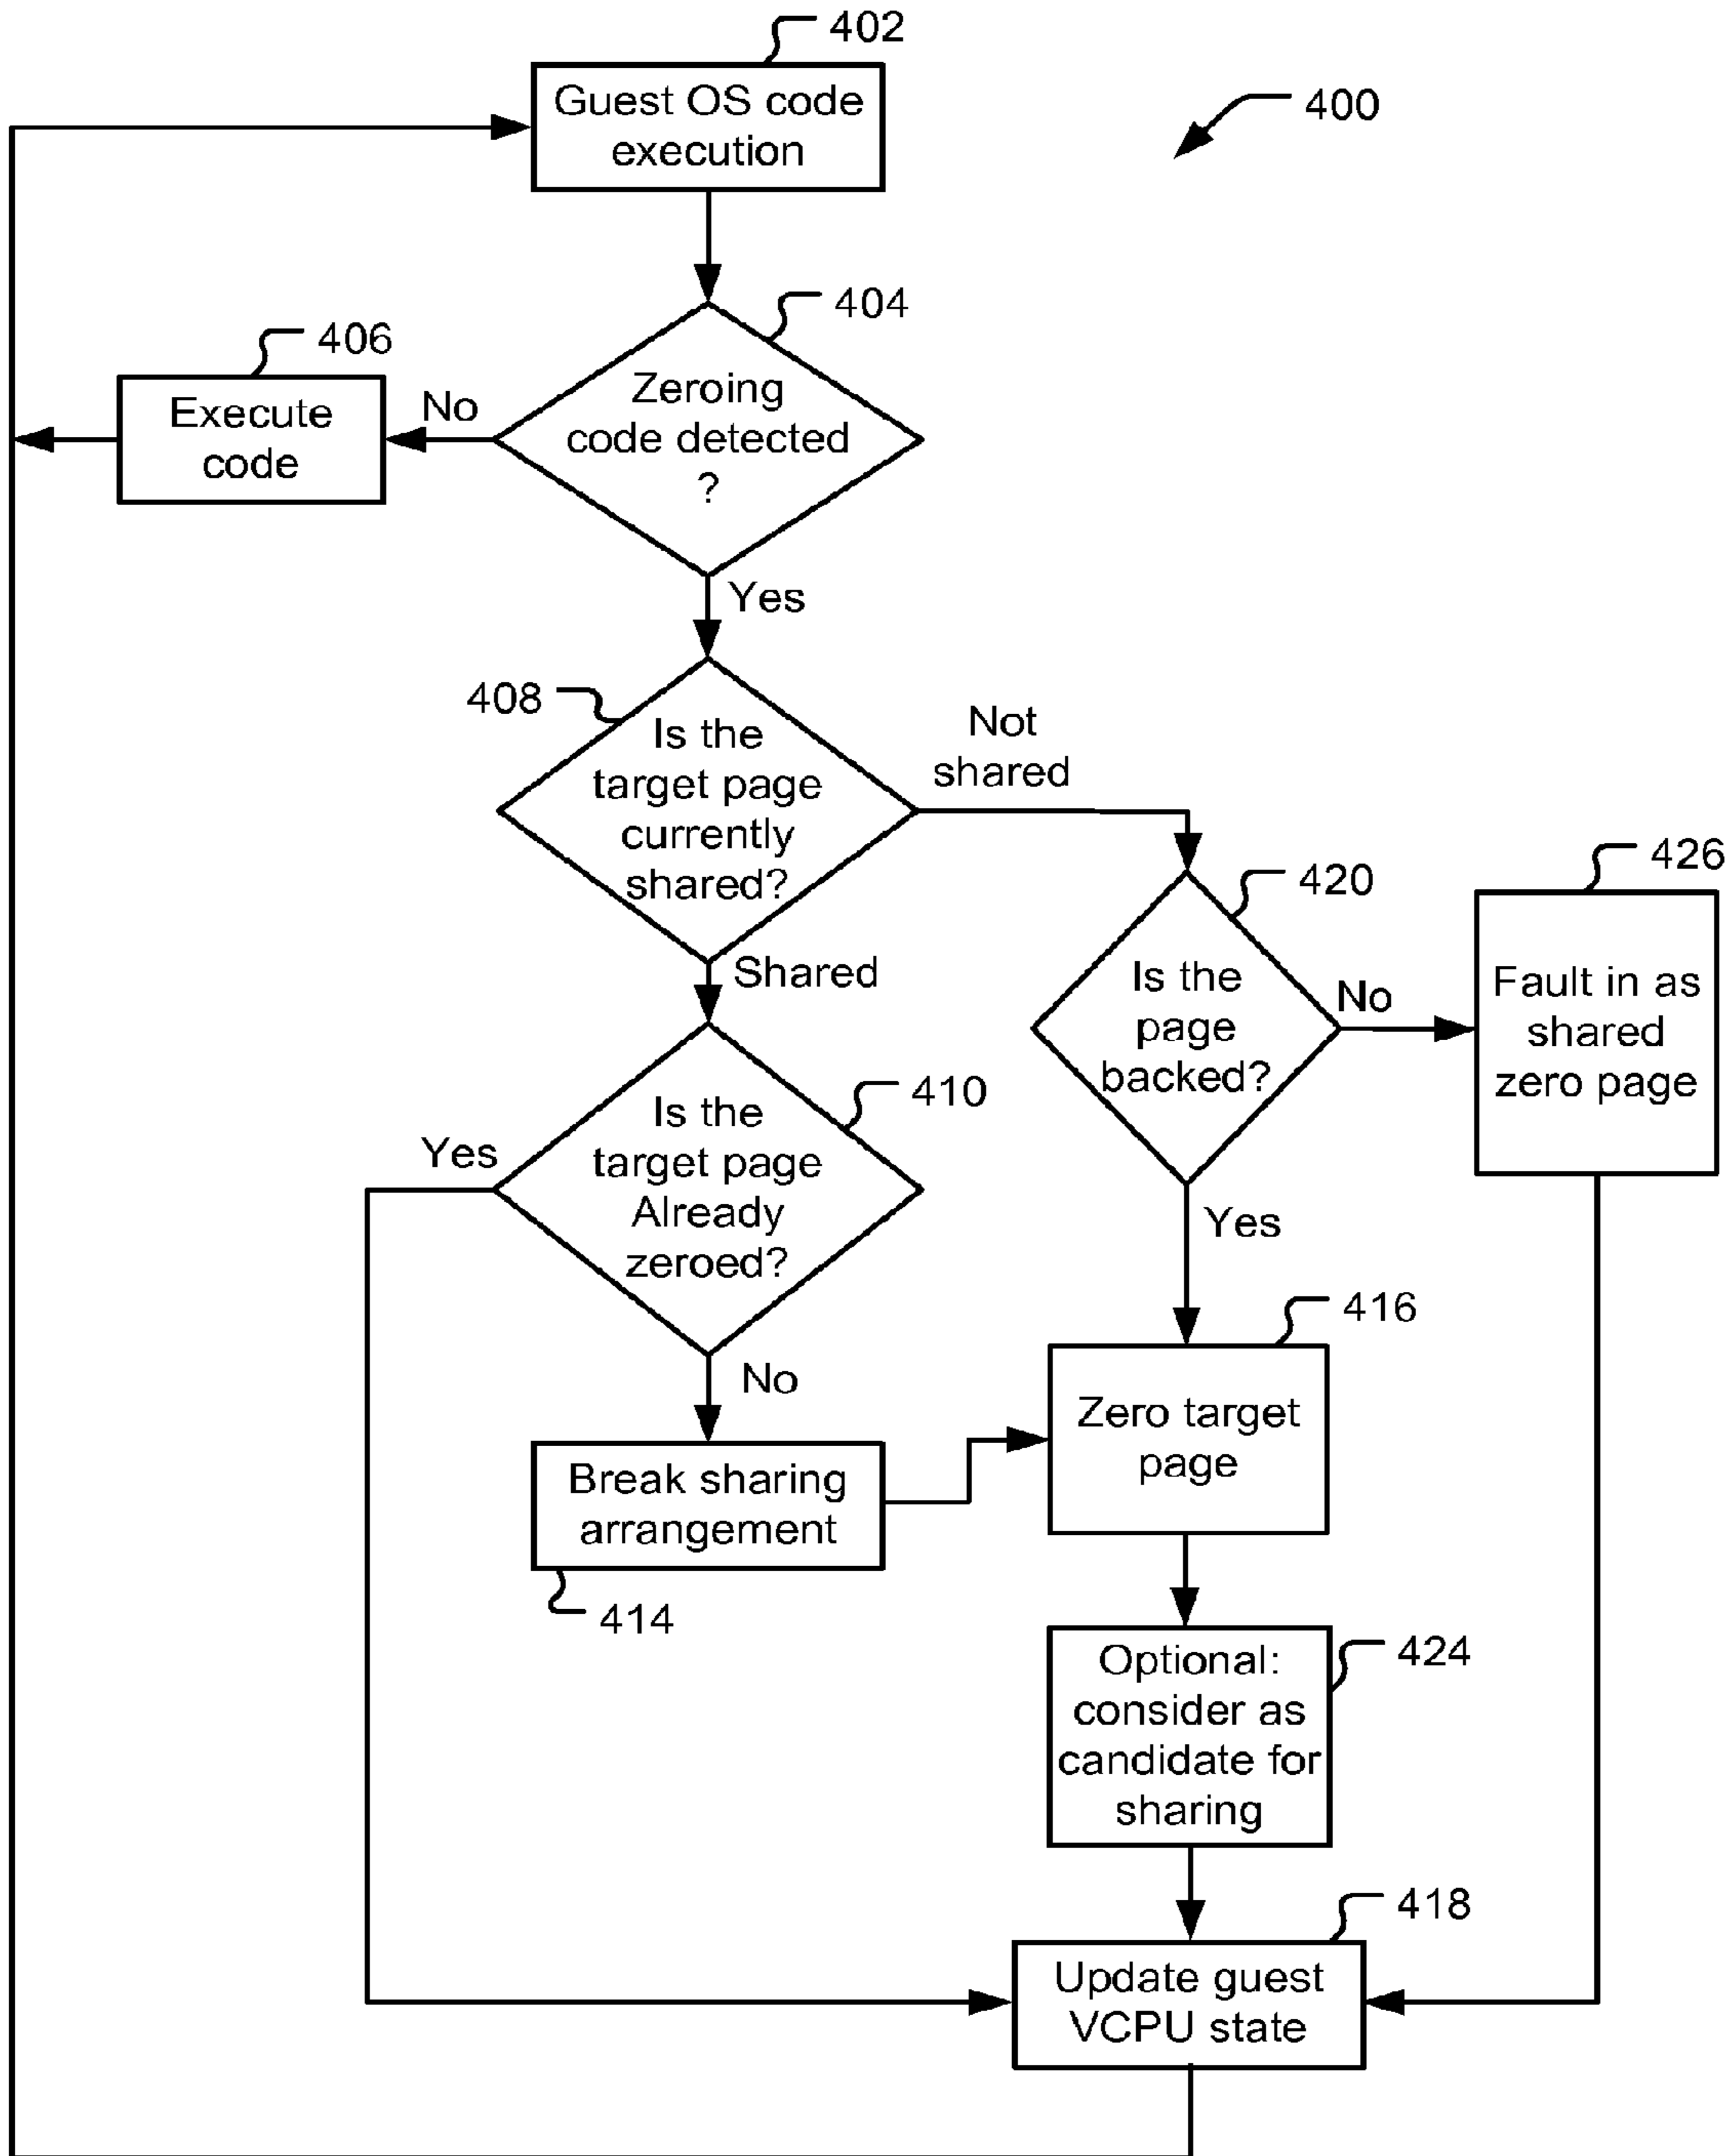 402
Guest OS code
execution
400
404
Zeroing
code detected
?
406
No
Execute
code
Yes
408
Is the
target page
currently
shared?
Not
shared
420
Is the
page
backed?
No
426
Fault in as
shared
zero page
Shared
410
Is the
target page
Already
zeroed?
Yes
Yes
416
Zero target
page
No
Break sharing
arrangement
414
424
Optional:
consider as
candidate for
sharing
418
Update guest
VCPU state